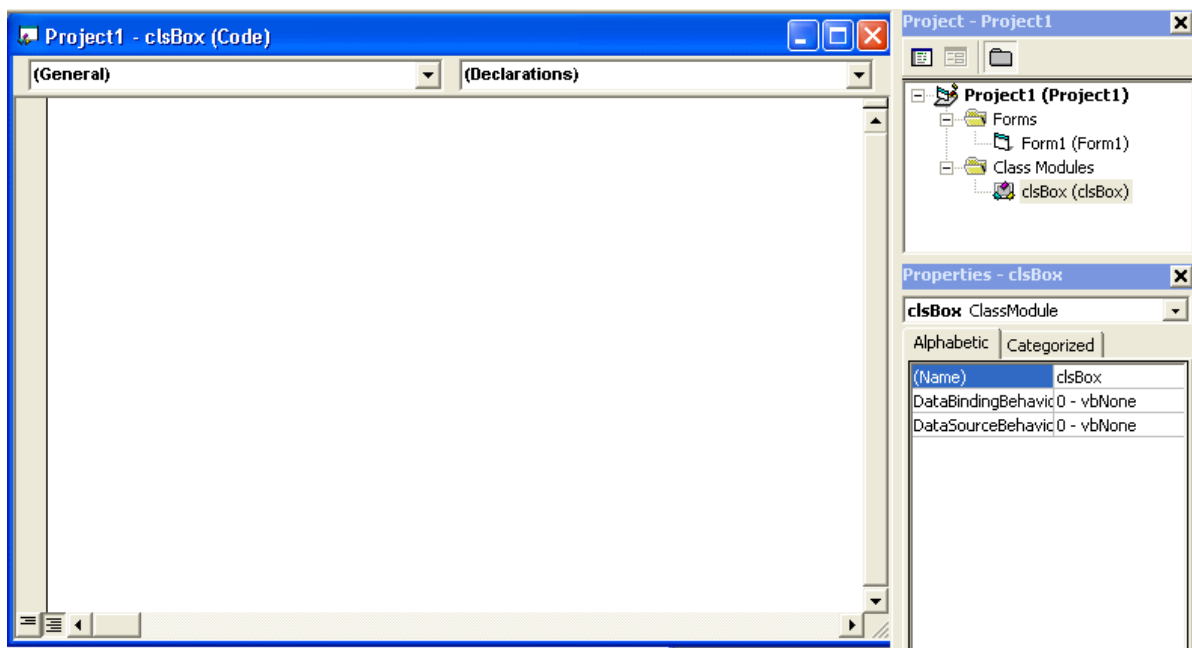 Project1 - clsBox (Code)
(General)
(Declarations)
Project - Project1
Project1 (Project1)
Forms
Form1 (Form1)
Class Modules
clsBox (clsBox)
Properties - clsBox
clsBox ClassModule
Alphabetic Categorized
(Name) clsBox
DataBindingBehavic 0 - vbNone
DataSourceBehavic 0 - vbNone